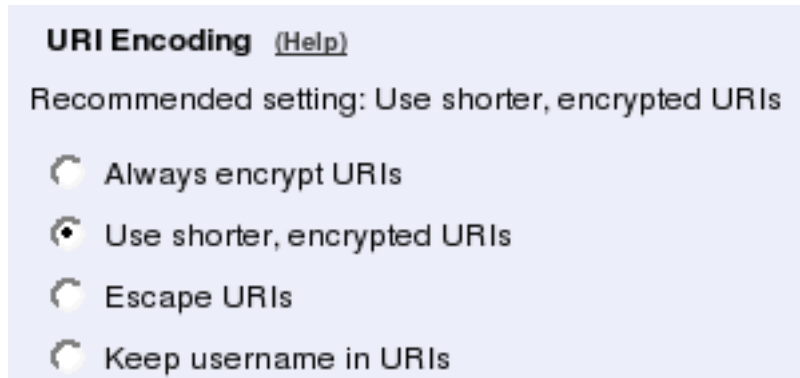 URI Encoding (Help)
Recommended setting: Use shorter, encrypted URIs
Always encrypt URIs
Use shorter, encrypted URIs
Escape URIs
Keep username in URIs